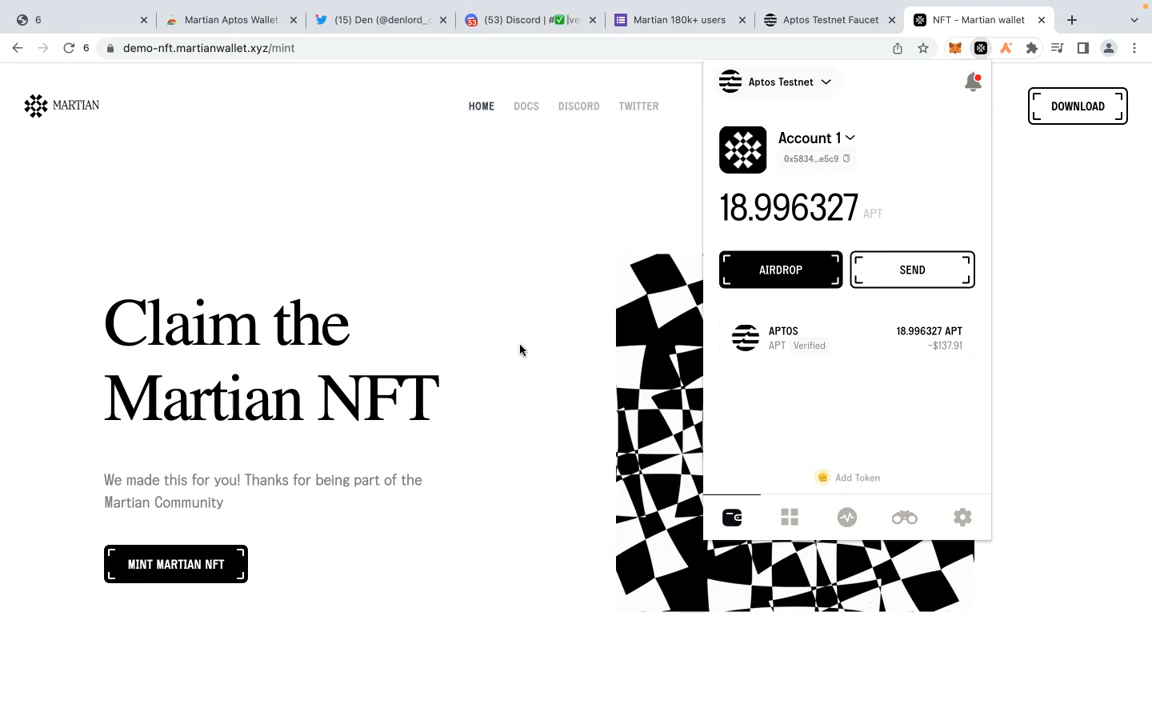 6
Martian Aptos Wallet
(15) Den (@denlord_
(53) Discord | #✅|ve
Martian 180k+ users
Aptos Testnet Faucet
NFT - Martian wallet
6
demo-nft.martianwallet.xyz/mint
MARTIAN
HOME
DOCS
DISCORD
TWITTER
DOWNLOAD
Claim the
Martian NFT
We made this for you! Thanks for being part of the
Martian Community
MINT MARTIAN NFT
Aptos Testnet
Account 1
0x5834...e5c9
18.996327 APT
AIRDROP
SEND
APTOS
18.996327 APT
APT Verified
~$137.91
Add Token